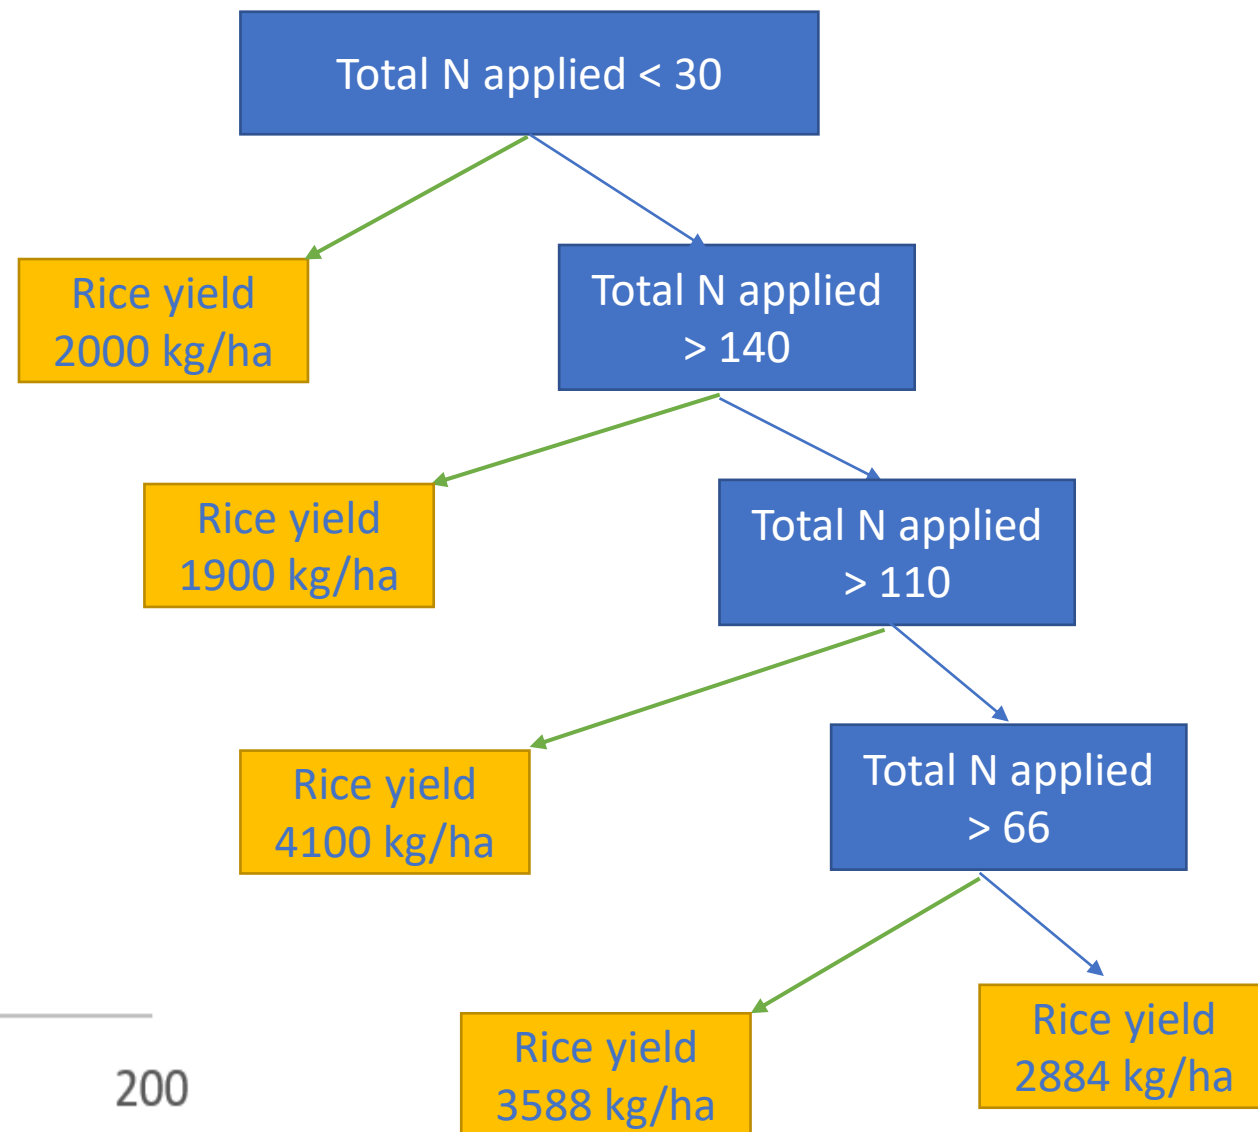 Total N applied < 30
Rice yield
2000 kg/ha
Total N applied
> 140
Rice yield
1900 kg/ha
Total N applied
> 110
Rice yield
4100 kg/ha
Total N applied
> 66
Rice yield
3588 kg/ha
Rice yield
2884 kg/ha
200